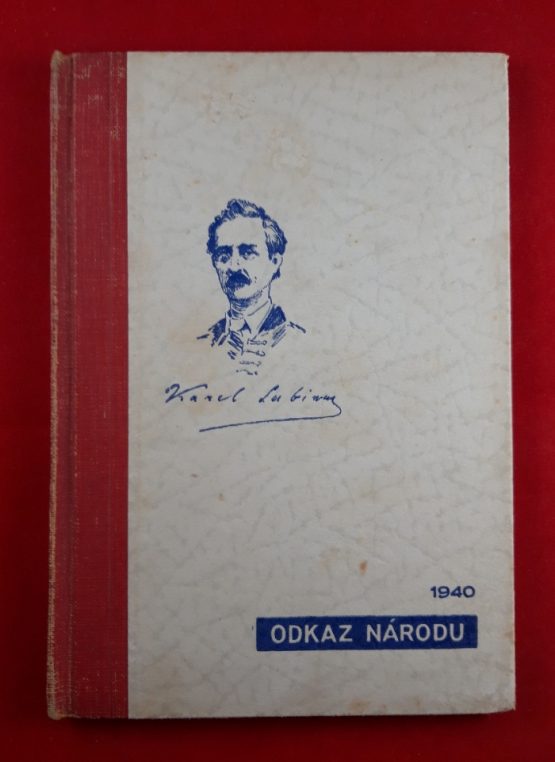 Karel Sabina
1940
ODKAZ NÁRODU